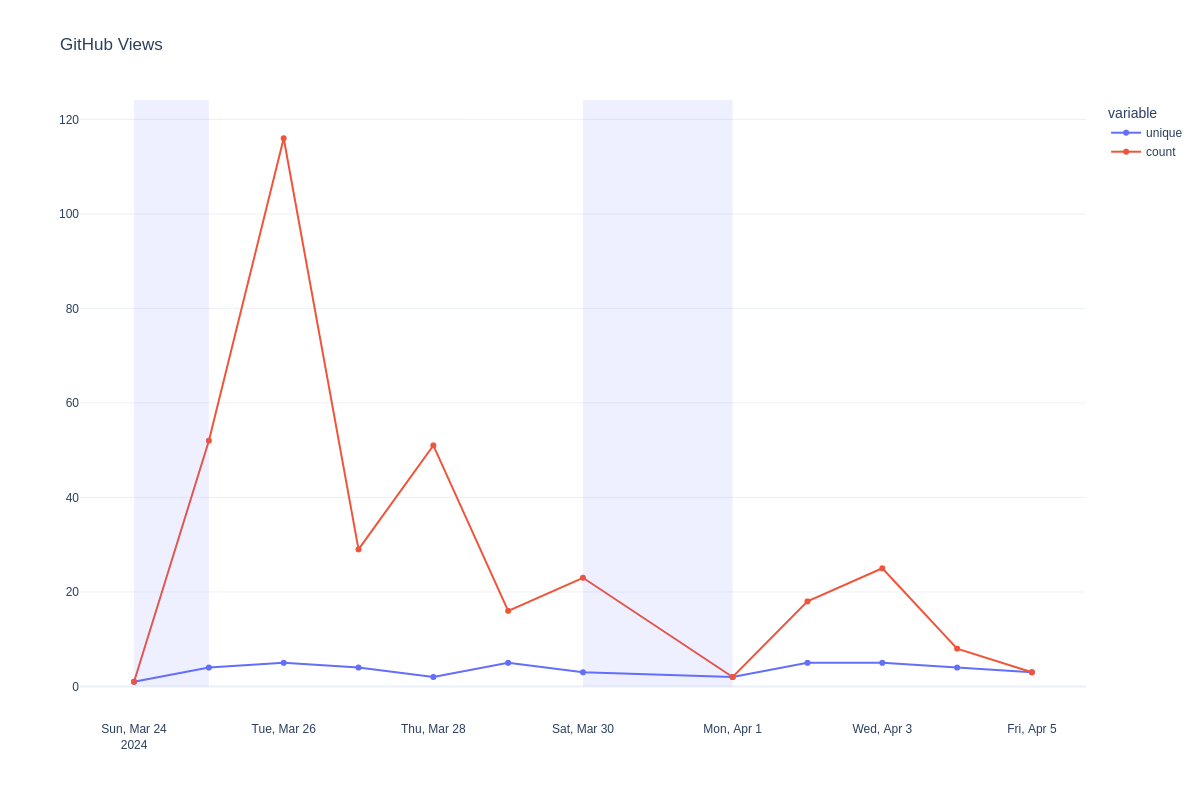 GitHub Views
variable
unique
count
120
100
80
60
40
20
0
Sun, Mar 24
2024
Tue, Mar 26
Thu, Mar 28
Sat, Mar 30
Mon, Apr 1
Wed, Apr 3
Fri, Apr 5